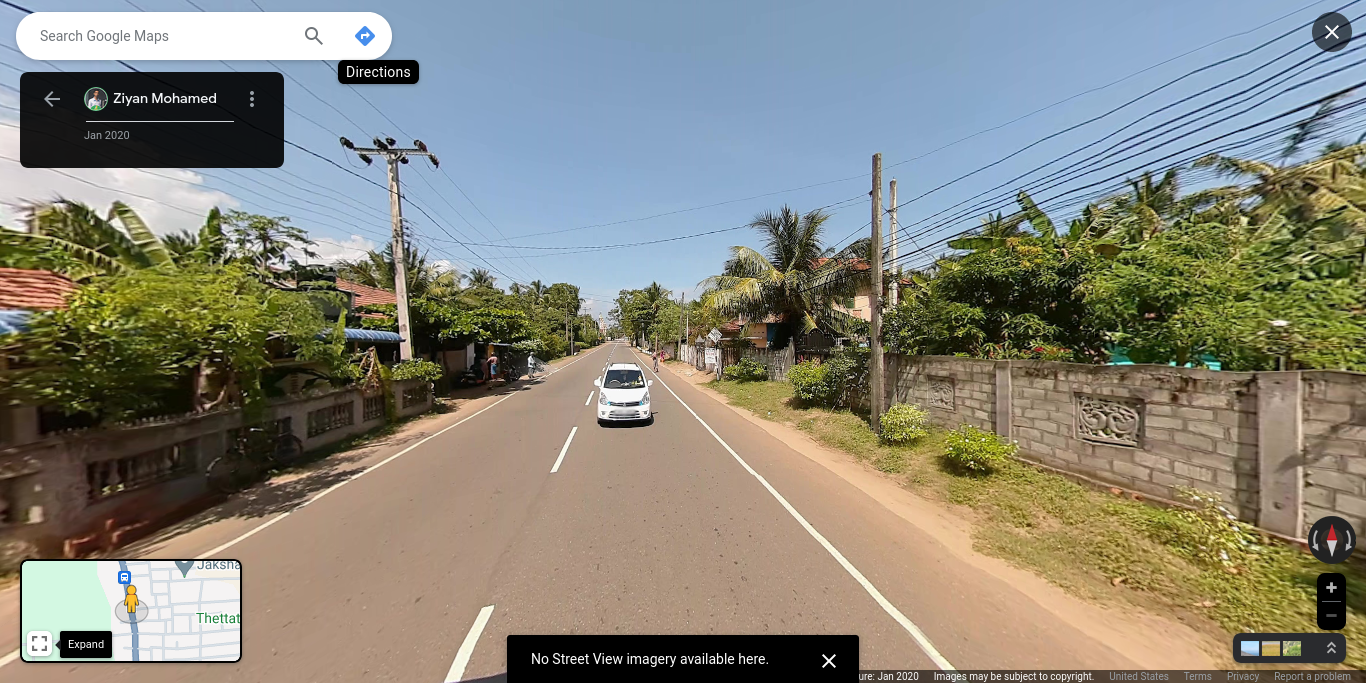 Search Google Maps
Directions
Ziyan Mohamed
Jan 2020
Jaksha
Thettat
Expand
No Street View imagery available here.
ure: Jan 2020 Images may be subject to copyright. United States Terms Privacy Report a problem